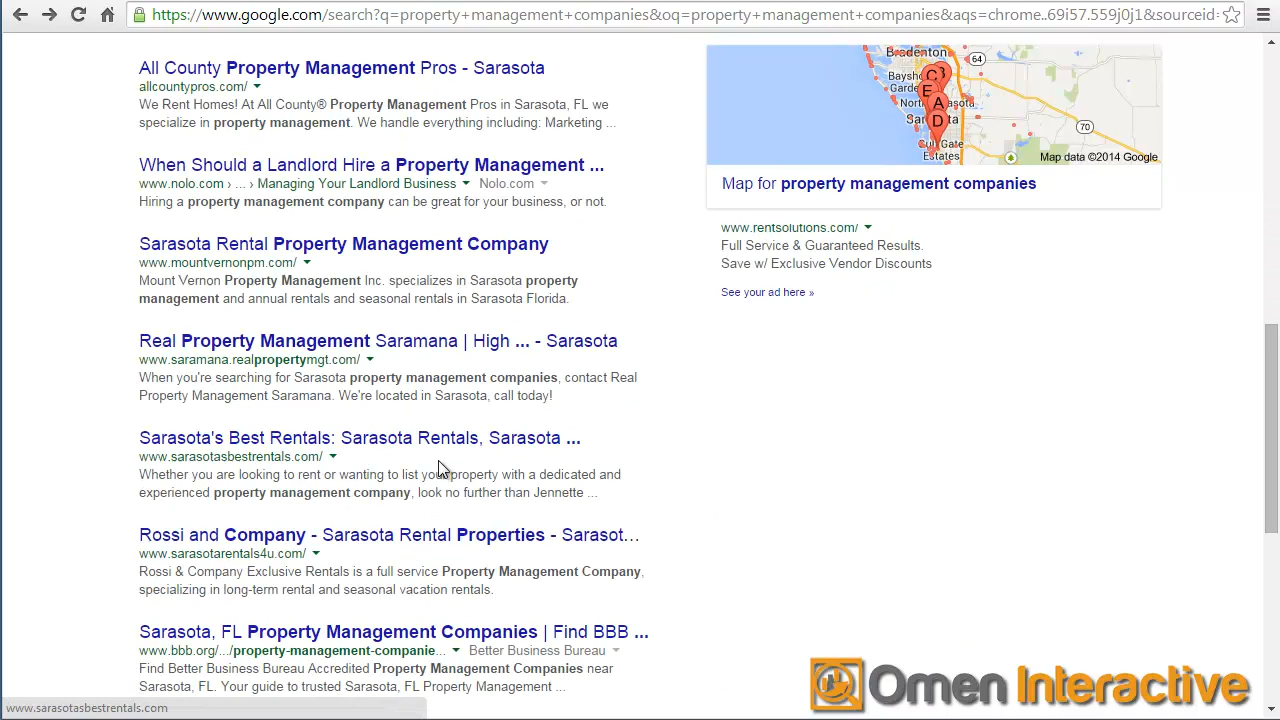 https://www.google.com/search?q=property+management+companies&oq=property+management+companies&aqs=chrome..69i57.559j0j1&sourceid=
All County Property Management Pros - Sarasota
allcountypros.com/
We Rent Homes! At All County® Property Management Pros in Sarasota, FL we
specialize in property management. We handle everything including: Marketing ...
When Should a Landlord Hire a Property Management ...
www.nolo.com › ... › Managing Your Landlord Business Nolo.com
Hiring a property management company can be great for your business, or not.
Sarasota Rental Property Management Company
www.mountvernonpm.com/
Mount Vernon Property Management Inc. specializes in Sarasota property
management and annual rentals and seasonal rentals in Sarasota Florida.
Real Property Management Saramana | High ... - Sarasota
www.saramana.realpropertymgt.com/
When you're searching for Sarasota property management companies, contact Real
Property Management Saramana. We're located in Sarasota, call today!
Sarasota's Best Rentals: Sarasota Rentals, Sarasota ...
www.sarasotasbestrentals.com/
Whether you are looking to rent or wanting to list your property with a dedicated and
experienced property management company, look no further than Jennette ...
Rossi and Company - Sarasota Rental Properties - Sarasot...
www.sarasotarentals4u.com/
Rossi & Company Exclusive Rentals is a full service Property Management Company,
specializing in long-term rental and seasonal vacation rentals.
Sarasota, FL Property Management Companies | Find BBB ...
www.bbb.org/.../property-management-companie... Better Business Bureau
Find Better Business Bureau Accredited Property Management Companies near
Sarasota, FL. Your guide to trusted Sarasota, FL Property Management ...
www.sarasotasbestrentals.com
Bradenton
64
C
E
A
D
Gulf Gate
Estates
70
Map data ©2014 Google
Map for property management companies
www.rentsolutions.com/
Full Service & Guaranteed Results.
Save w/ Exclusive Vendor Discounts
See your ad here »
Omen Interactive